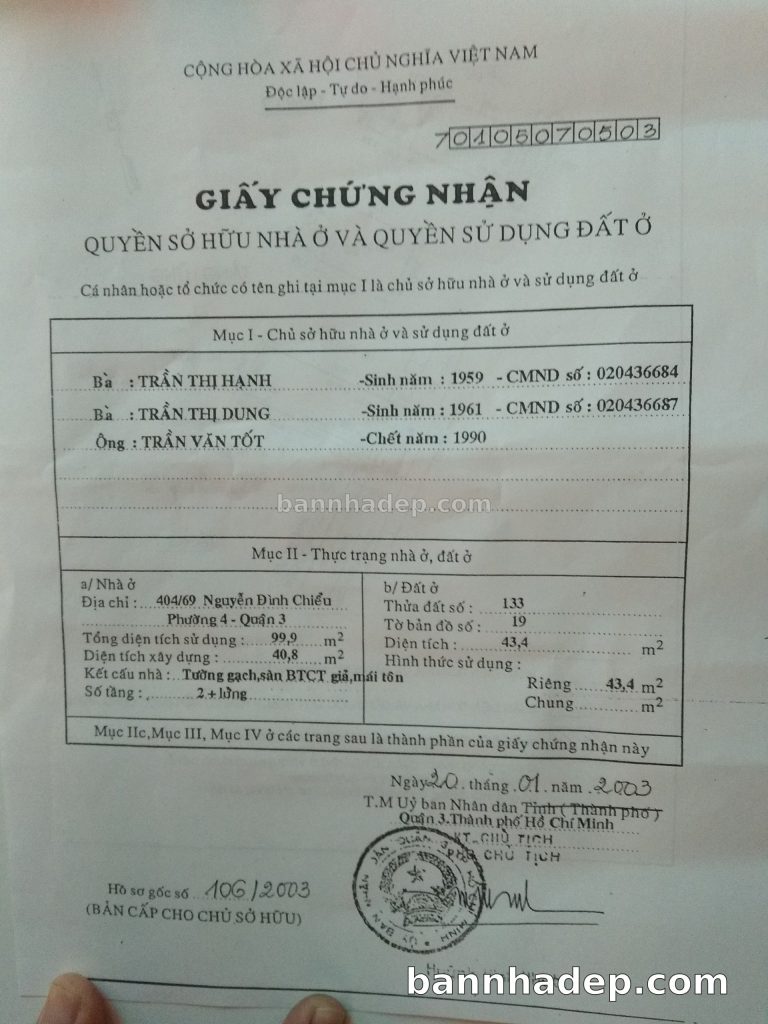 CỘNG HÒA XÃ HỘI CHỦ NGHĨA VIỆT NAM
Độc lập - Tự do - Hạnh phúc
70105070503
GIẤY CHỨNG NHẬN
QUYỀN SỞ HỮU NHÀ Ở VÀ QUYỀN SỬ DỤNG ĐẤT Ở
Cá nhân hoặc tổ chức có tên ghi tại mục I là chủ sở hữu nhà ở và sử dụng đất ở
Mục I - Chủ sở hữu nhà ở và sử dụng đất ở
Bà : TRẦN THỊ HẠNH -Sinh năm : 1959 - CMND số : 020436684
Bà : TRẦN THỊ DUNG -Sinh năm : 1961 - CMND số : 020436687
Ông : TRẦN VĂN TỐT -Chết năm : 1990
bannhadep.com
Mục II - Thực trạng nhà ở, đất ở
a/ Nhà ở
Địa chỉ : 404/69 Nguyễn Đình Chiểu
Phường 4 - Quận 3
Tổng diện tích sử dụng : 99,9 m2
Diện tích xây dựng : 40,8 m2
Kết cấu nhà : Tường gạch,sàn BTCT giả,mái tôn
Số tầng : 2 + lửng
b/ Đất ở
Thửa đất số : 133
Tờ bản đồ số : 19
Diện tích : 43,4 m2
Hình thức sử dụng :
Riêng 43,4 m2
Chung m2
Mục IIc,Mục III, Mục IV ở các trang sau là thành phần của giấy chứng nhận này
Ngày 20 tháng 01 năm 2003
T.M Uỷ ban Nhân dân Tỉnh ( Thành phố )
Quận 3.Thành phố Hồ Chí Minh
KT. CHỦ TỊCH
CHỦ TỊCH
Hồ sơ gốc số 106/2003
(BẢN CẤP CHO CHỦ SỞ HỮU)
bannhadep.com